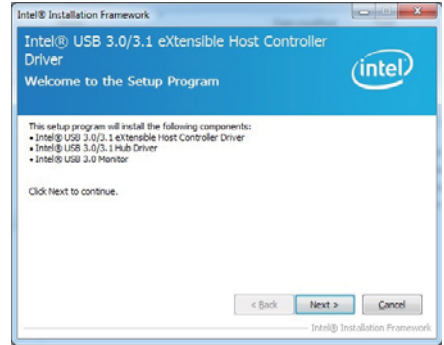 Intel® Installation Framework
Intel® USB 3.0/3.1 eXtensible Host Controller
Driver
Welcome to the Setup Program
intel
This setup program will install the following components:
• Intel® USB 3.0/3.1 eXtensible Host Controller Driver
• Intel® USB 3.0/3.1 Hub Driver
• Intel® USB 3.0 Monitor
Click Next to continue.
< Back Next > Cancel
Intel® Installation Framework